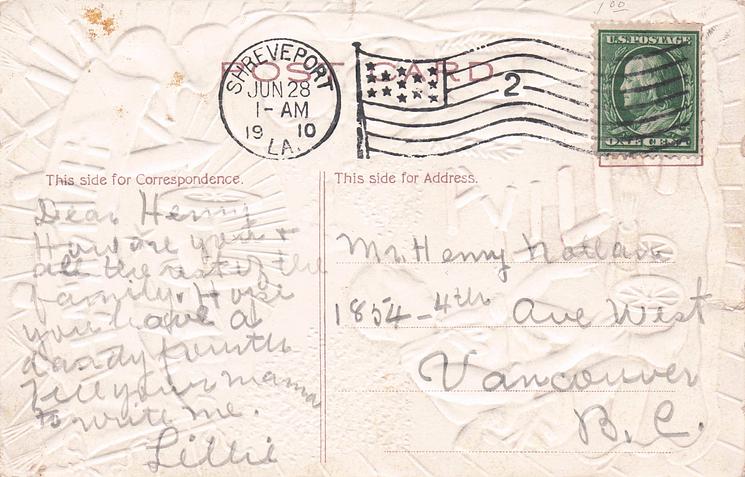 1 00
POST CARD
SHREVEPORT
JUN 28
1-AM
19 10
LA.
2
U.S. POSTAGE
ONE CENT
This side for Correspondence.
Dear Henry
How are you &
all the rest of the
family. Hope
you have a
dandy fourth
Tell your mama
to write me.
Lillie
This side for Address.
Mr. Henry
1854-4th Ave West
Vancouver
B.C.